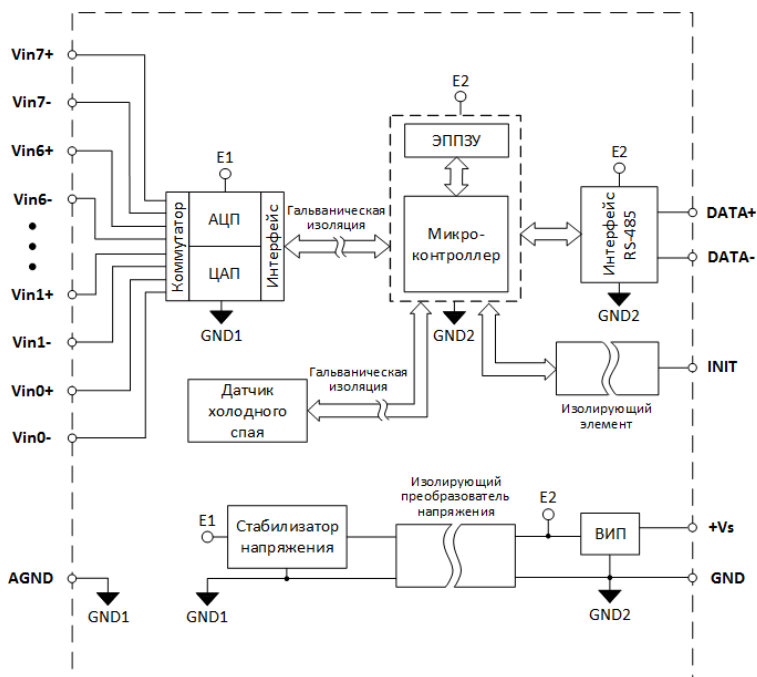 Vin7+
Vin7-
Vin6+
Vin6-
Vin1+
Vin1-
Vin0+
Vin0-
AGND
E1
Коммутатор
АЦП
ЦАП
Интерфейс
GND1
Гальваническая
изоляция
E2
ЭППЗУ
Микро-
контроллер
GND2
E2
Интерфейс
RS-485
GND2
DATA+
DATA-
INIT
Изолирующий
элемент
Гальваническая
изоляция
Датчик
холодного
спая
Изолирующий
преобразователь
напряжения
E1
Стабилизатор
напряжения
E2
ВИП
+Vs
GND
GND1
GND1
GND2